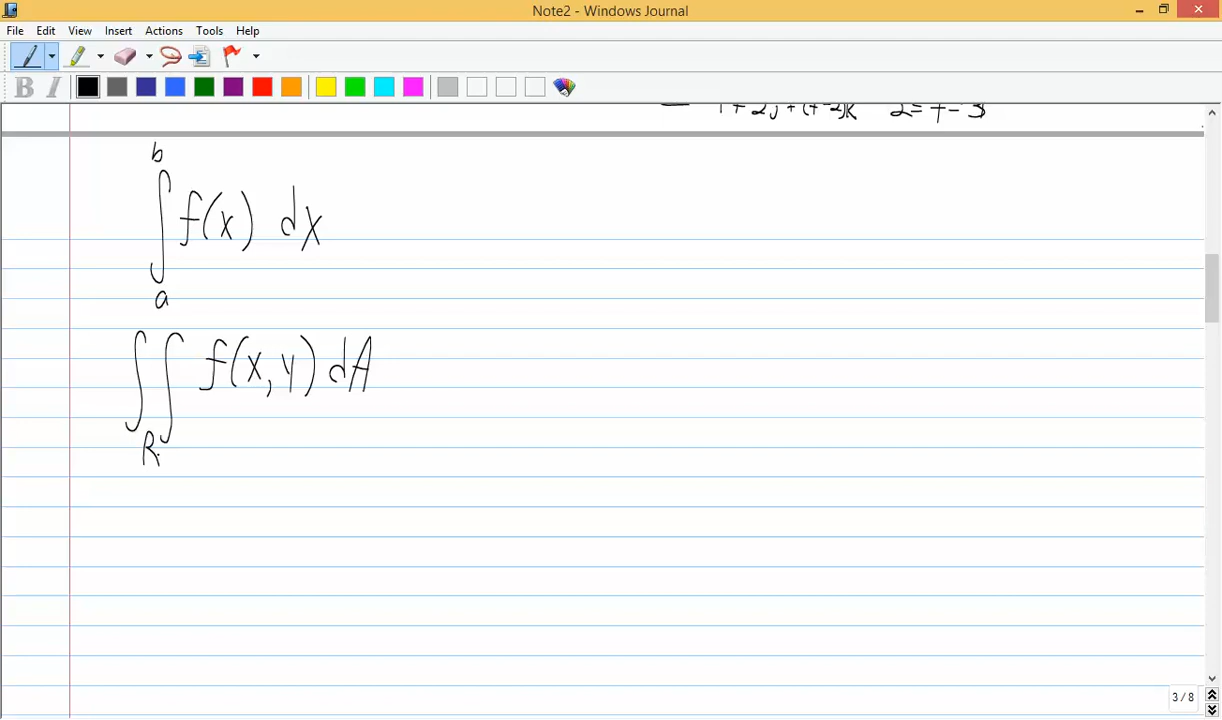 Note2 - Windows Journal
File Edit View Insert Actions Tools Help
B I
b
∫ f(x) dx
a
∫∫ f(x,y) dA
R
3 / 8